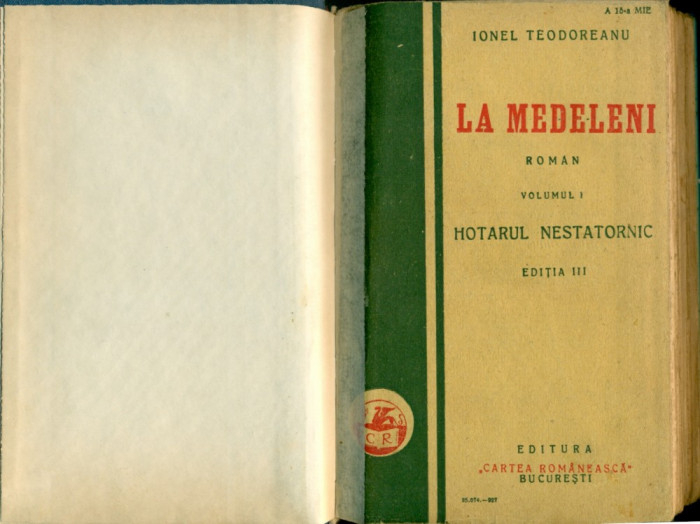 A 15-a MIE
IONEL TEODOREANU
LA MEDELENI
ROMAN
VOLUMUL I
HOTARUL NESTATORNIC
EDIȚIA III
C R
EDITURA
„CARTEA ROMÂNEASCĂ“
BUCUREȘTI